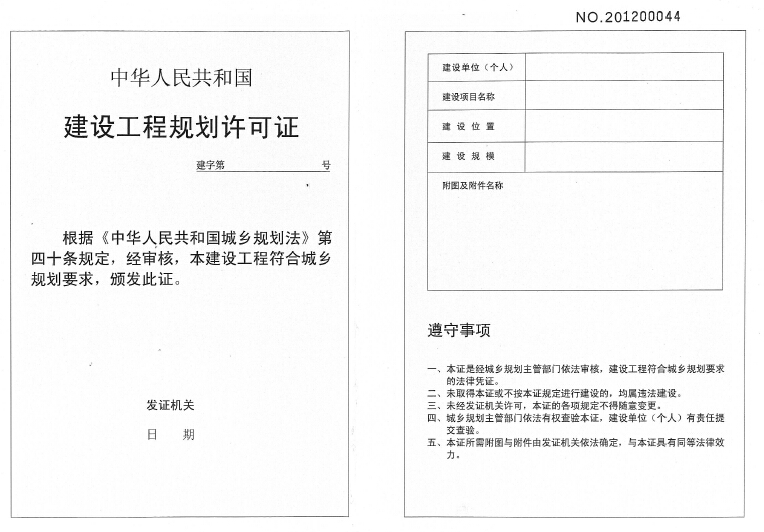 中华人民共和国
建设工程规划许可证
建字第 号
根据《中华人民共和国城乡规划法》第
四十条规定，经审核，本建设工程符合城乡
规划要求，颁发此证。
发证机关
日 期
NO.201200044
建设单位（个人）
建设项目名称
建 设 位 置
建 设 规 模
附图及附件名称
遵守事项
一、本证是经城乡规划主管部门依法审核，建设工程符合城乡规划要求
的法律凭证。
二、未取得本证或不按本证规定进行建设的，均属违法建设。
三、未经发证机关许可，本证的各项规定不得随意变更。
四、城乡规划主管部门依法有权查验本证，建设单位（个人）有责任提
交查验。
五、本证所需附图与附件由发证机关依法确定，与本证具有同等法律效
力。